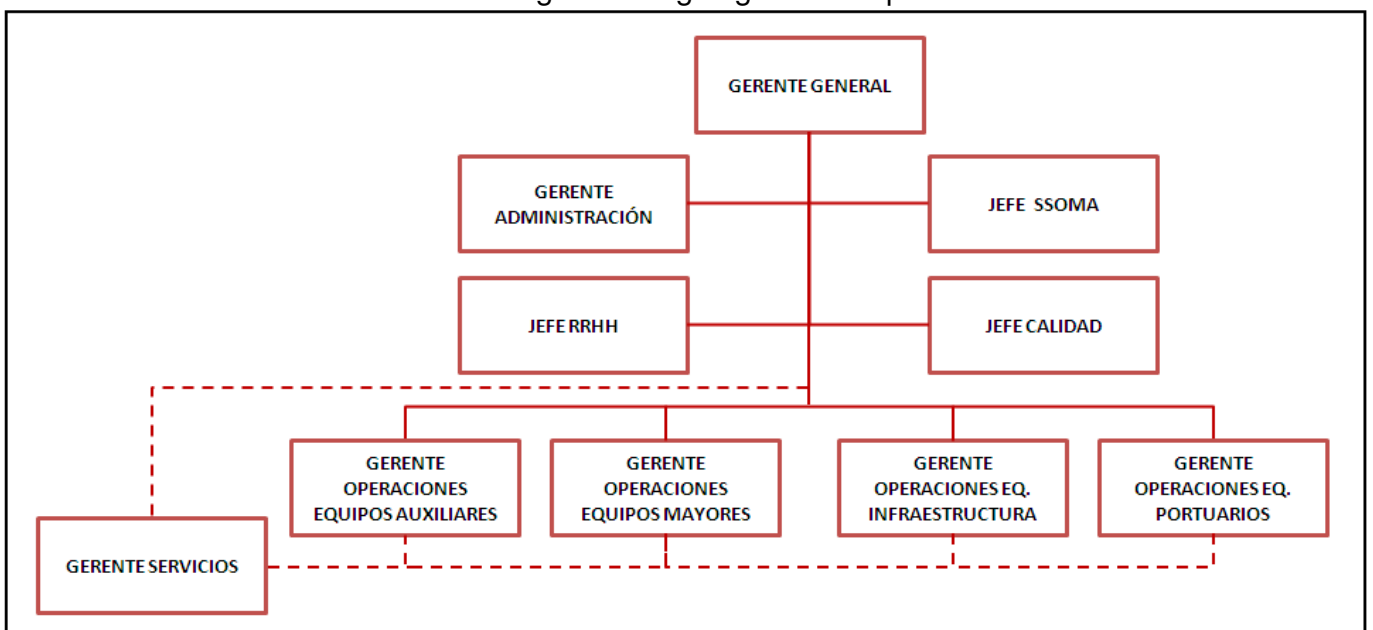 GERENTE GENERAL
GERENTE
ADMINISTRACIÓN
JEFE SSOMA
JEFE RRHH
JEFE CALIDAD
GERENTE
OPERACIONES
EQUIPOS AUXILIARES
GERENTE
OPERACIONES
EQUIPOS MAYORES
GERENTE
OPERACIONES EQ.
INFRAESTRUCTURA
GERENTE
OPERACIONES EQ.
PORTUARIOS
GERENTE SERVICIOS